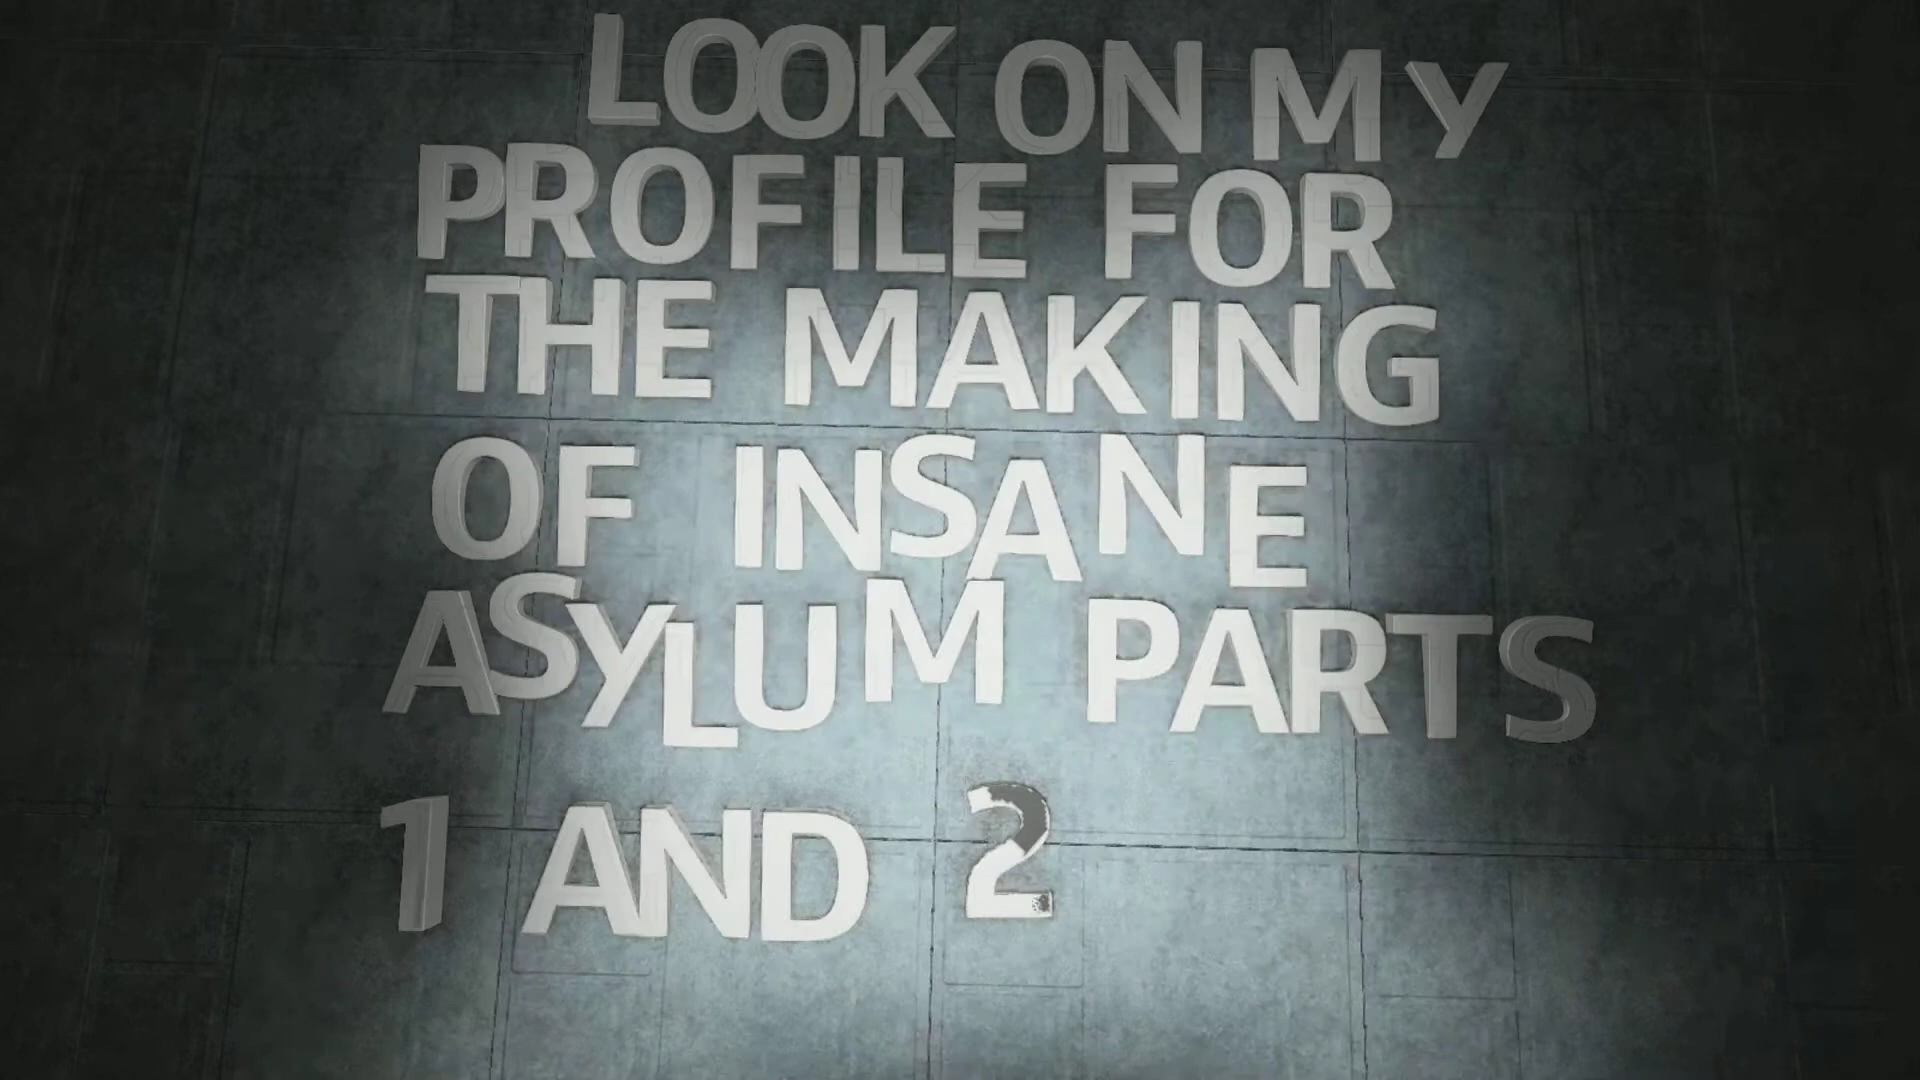 LOOK ON MY
PROFILE FOR
THE MAKING
OF INSANE
ASYLUM PARTS
1 AND 2